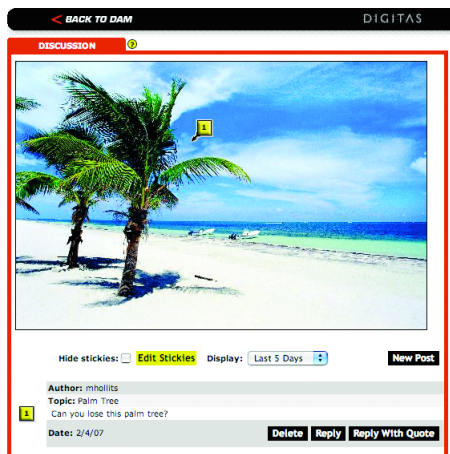 < BACK TO DAM DIGITAS
DISCUSSION ?
1
Hide stickies: Edit Stickies Display: Last 5 Days New Post
Author: mhollits
Topic: Palm Tree
1 Can you lose this palm tree?
Date: 2/4/07 Delete Reply Reply With Quote